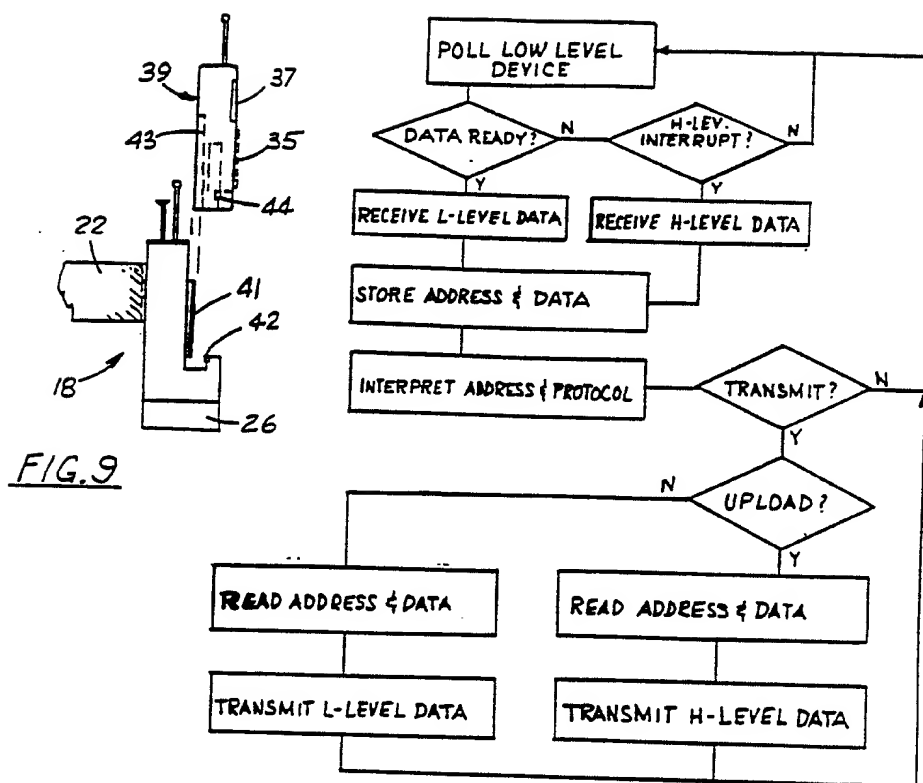 39
37
43
35
44
22
41
42
18
26
FIG.9
POLL LOW LEVEL
DEVICE
DATA READY?
N
H-LEV.
INTERRUPT?
N
Y
Y
RECEIVE L-LEVEL DATA
RECEIVE H-LEVEL DATA
STORE ADDRESS & DATA
INTERPRET ADDRESS & PROTOCOL
TRANSMIT?
N
Y
N
UPLOAD?
Y
READ ADDRESS & DATA
READ ADDRESS & DATA
TRANSMIT L-LEVEL DATA
TRANSMIT H-LEVEL DATA